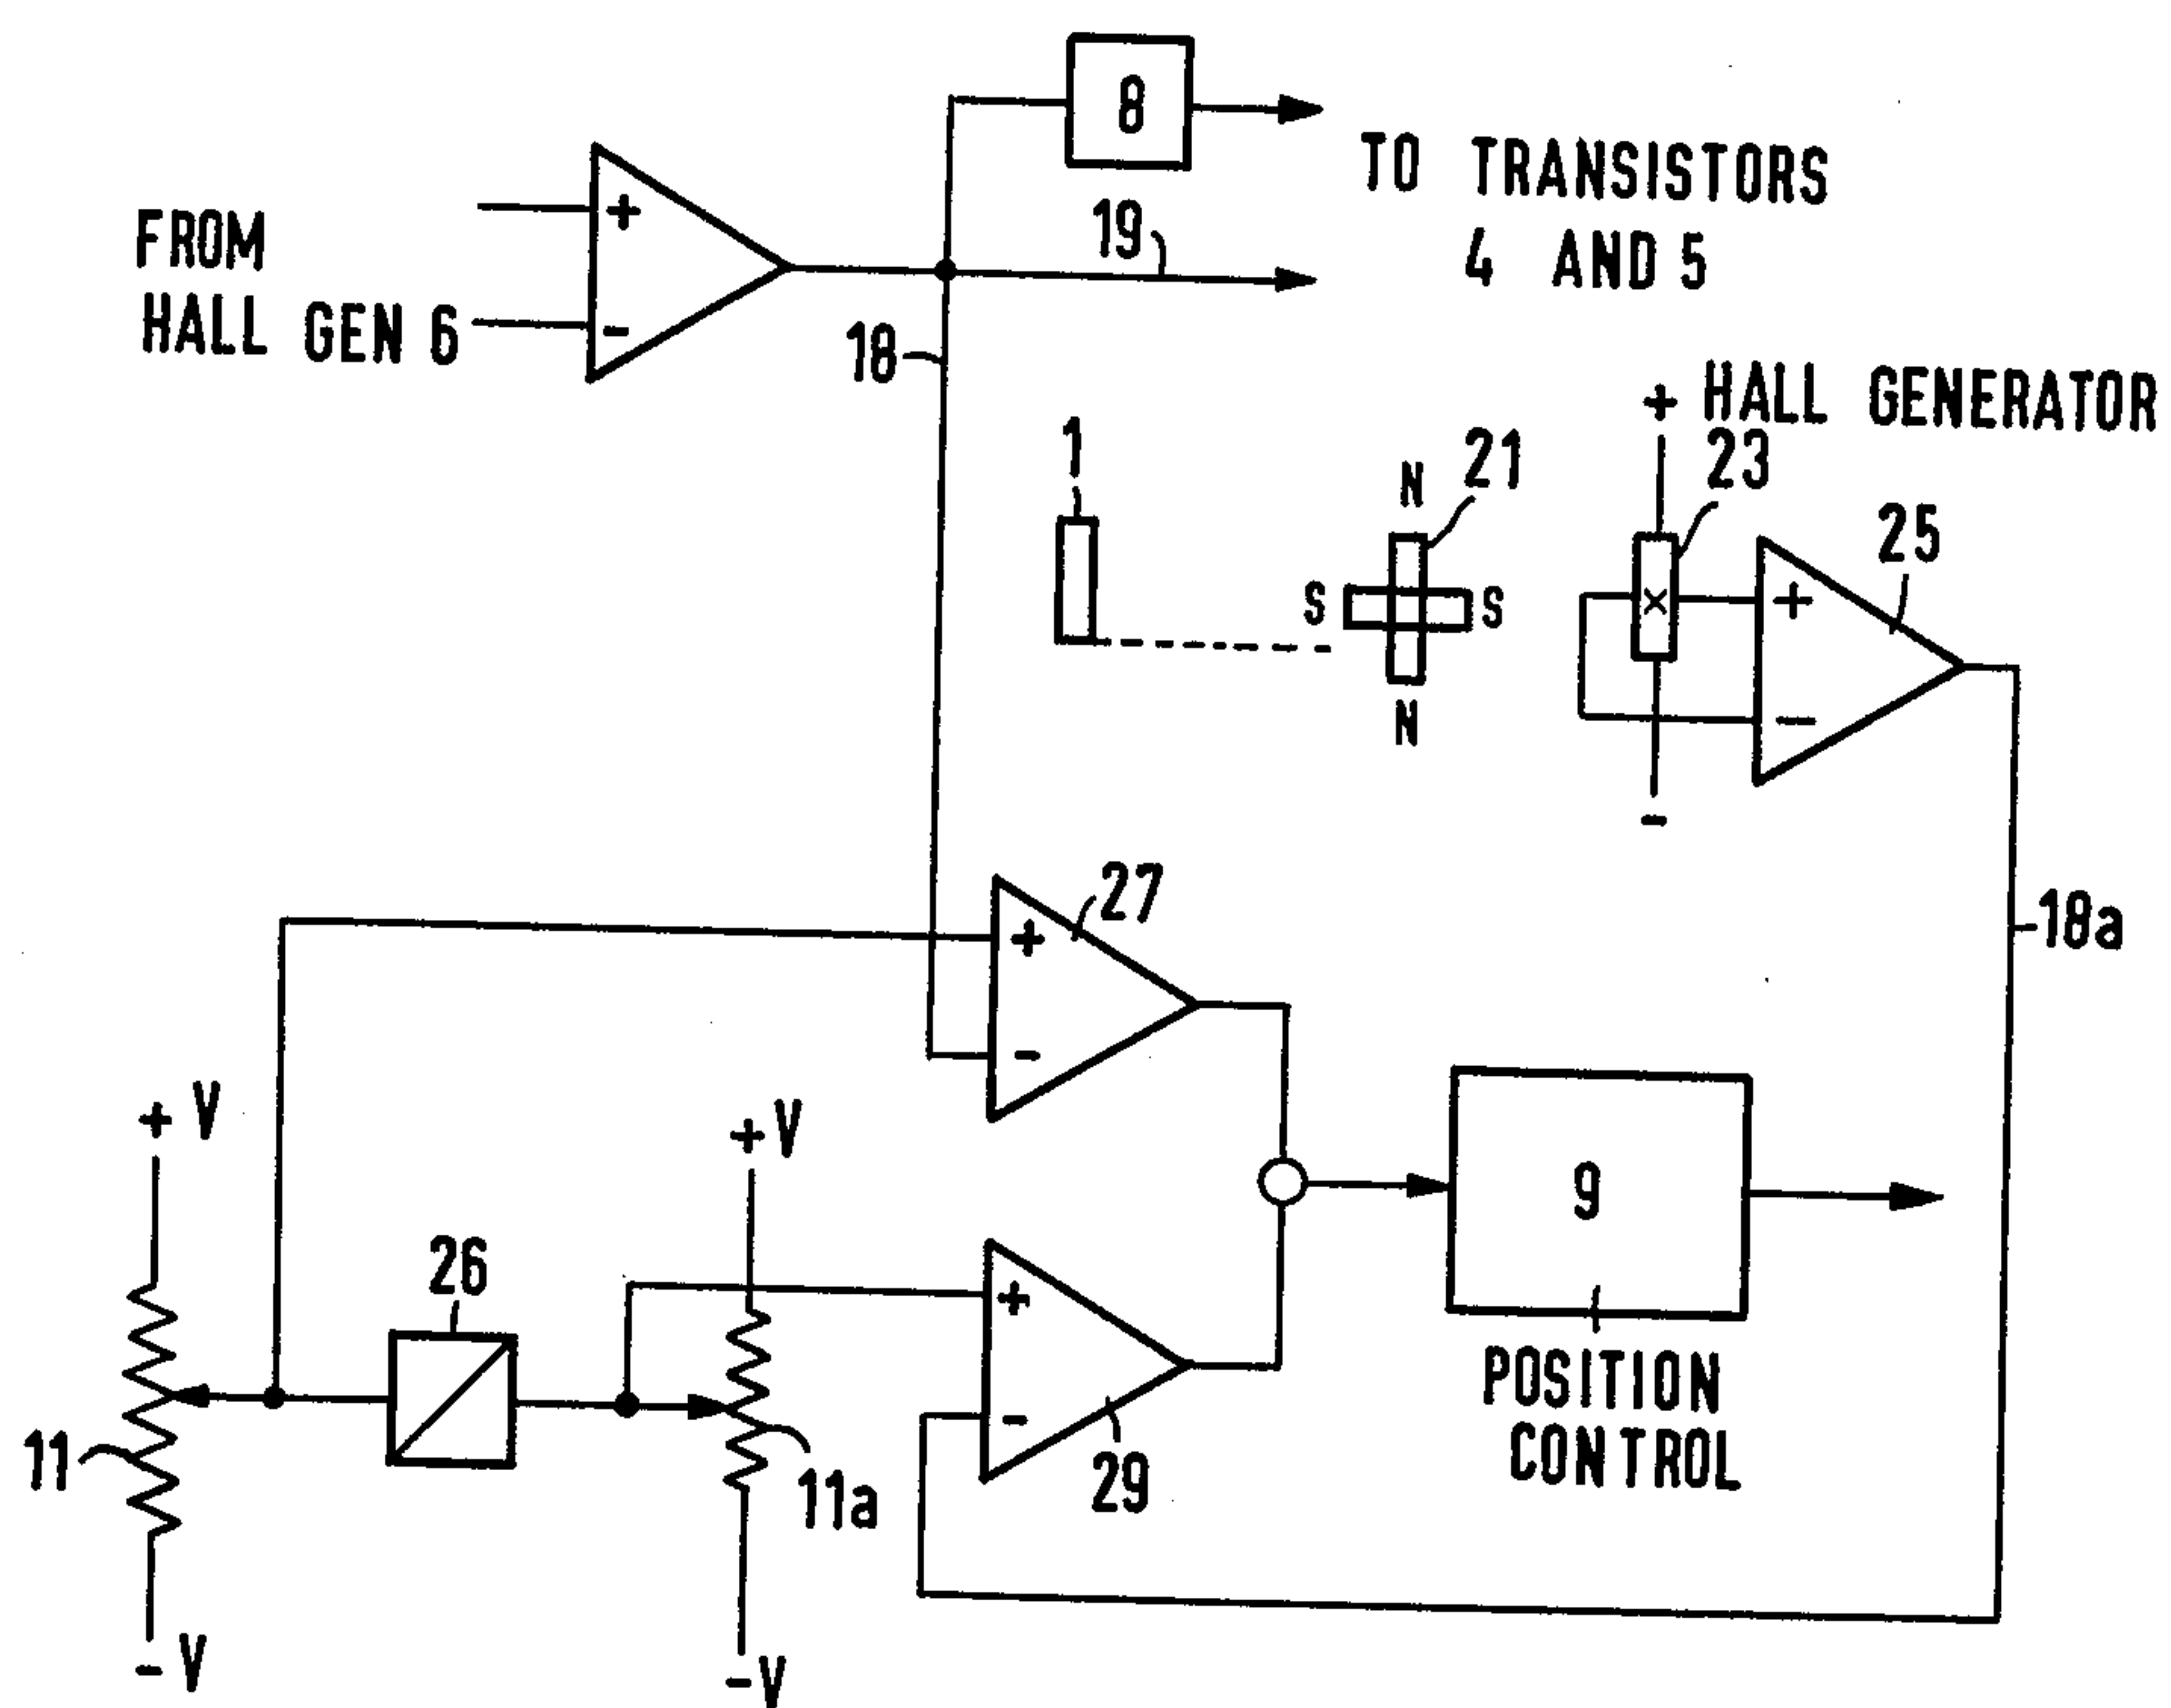 8
TO TRANSISTORS
4 AND 5
19
FROM
HALL GEN 6
+
-
18
+ HALL GENERATOR
23
1
N
21
S
S
N
25
+
-
-
18a
27
+
-
+ V
+ V
26
9
POSITION
CONTROL
+
-
29
11
11a
- V
- V